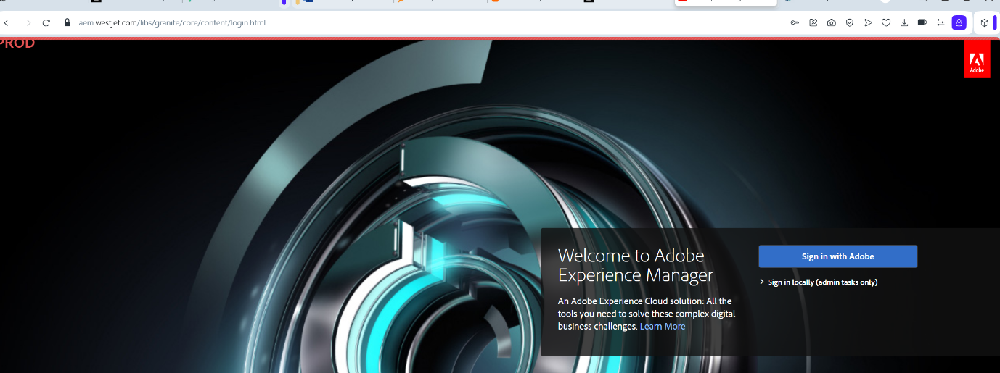 aem.westjet.com/libs/granite/core/content/login.html
PROD
Adobe
Welcome to Adobe
Experience Manager
An Adobe Experience Cloud solution: All the
tools you need to solve these complex digital
business challenges. Learn More
Sign in with Adobe
Sign in locally (admin tasks only)